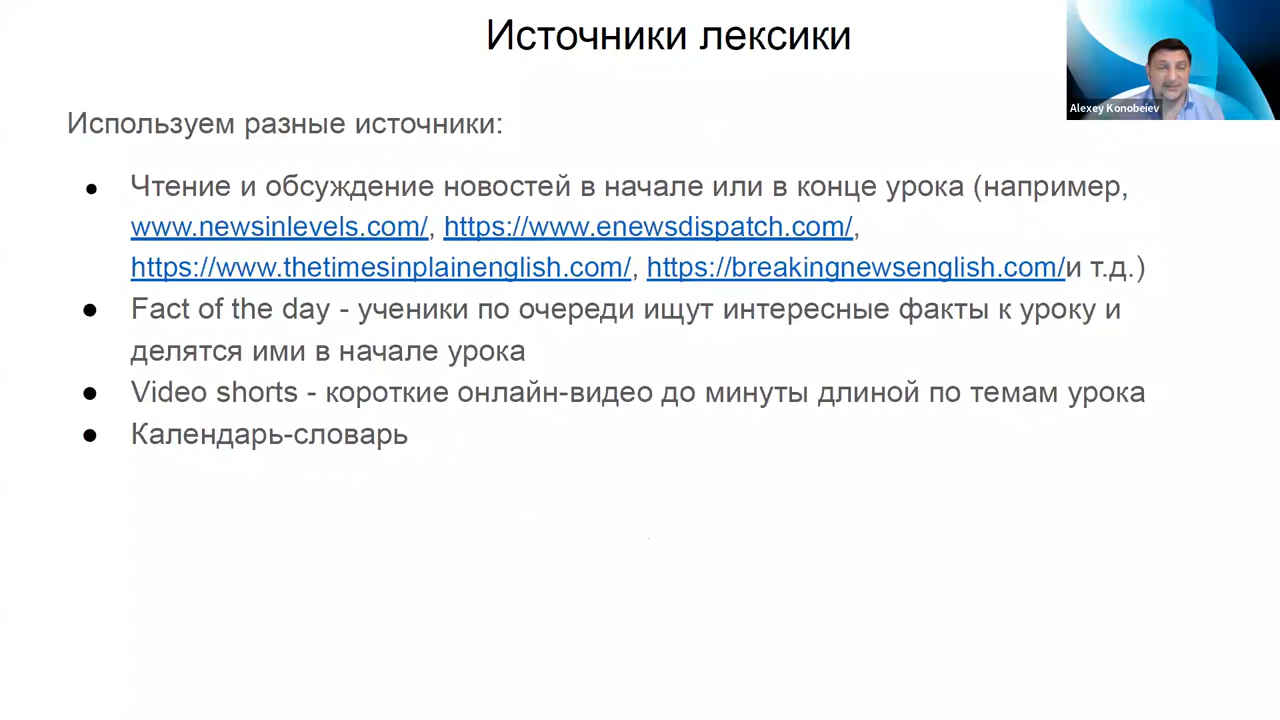 Источники лексики
Alexey Konobeiev
Используем разные источники:
● Чтение и обсуждение новостей в начале или в конце урока (например,
www.newsinlevels.com/, https://www.enewsdispatch.com/,
https://www.thetimesinplainenglish.com/, https://breakingnewsenglish.com/и т.д.)
● Fact of the day - ученики по очереди ищут интересные факты к уроку и
делятся ими в начале урока
● Video shorts - короткие онлайн-видео до минуты длиной по темам урока
● Календарь-словарь